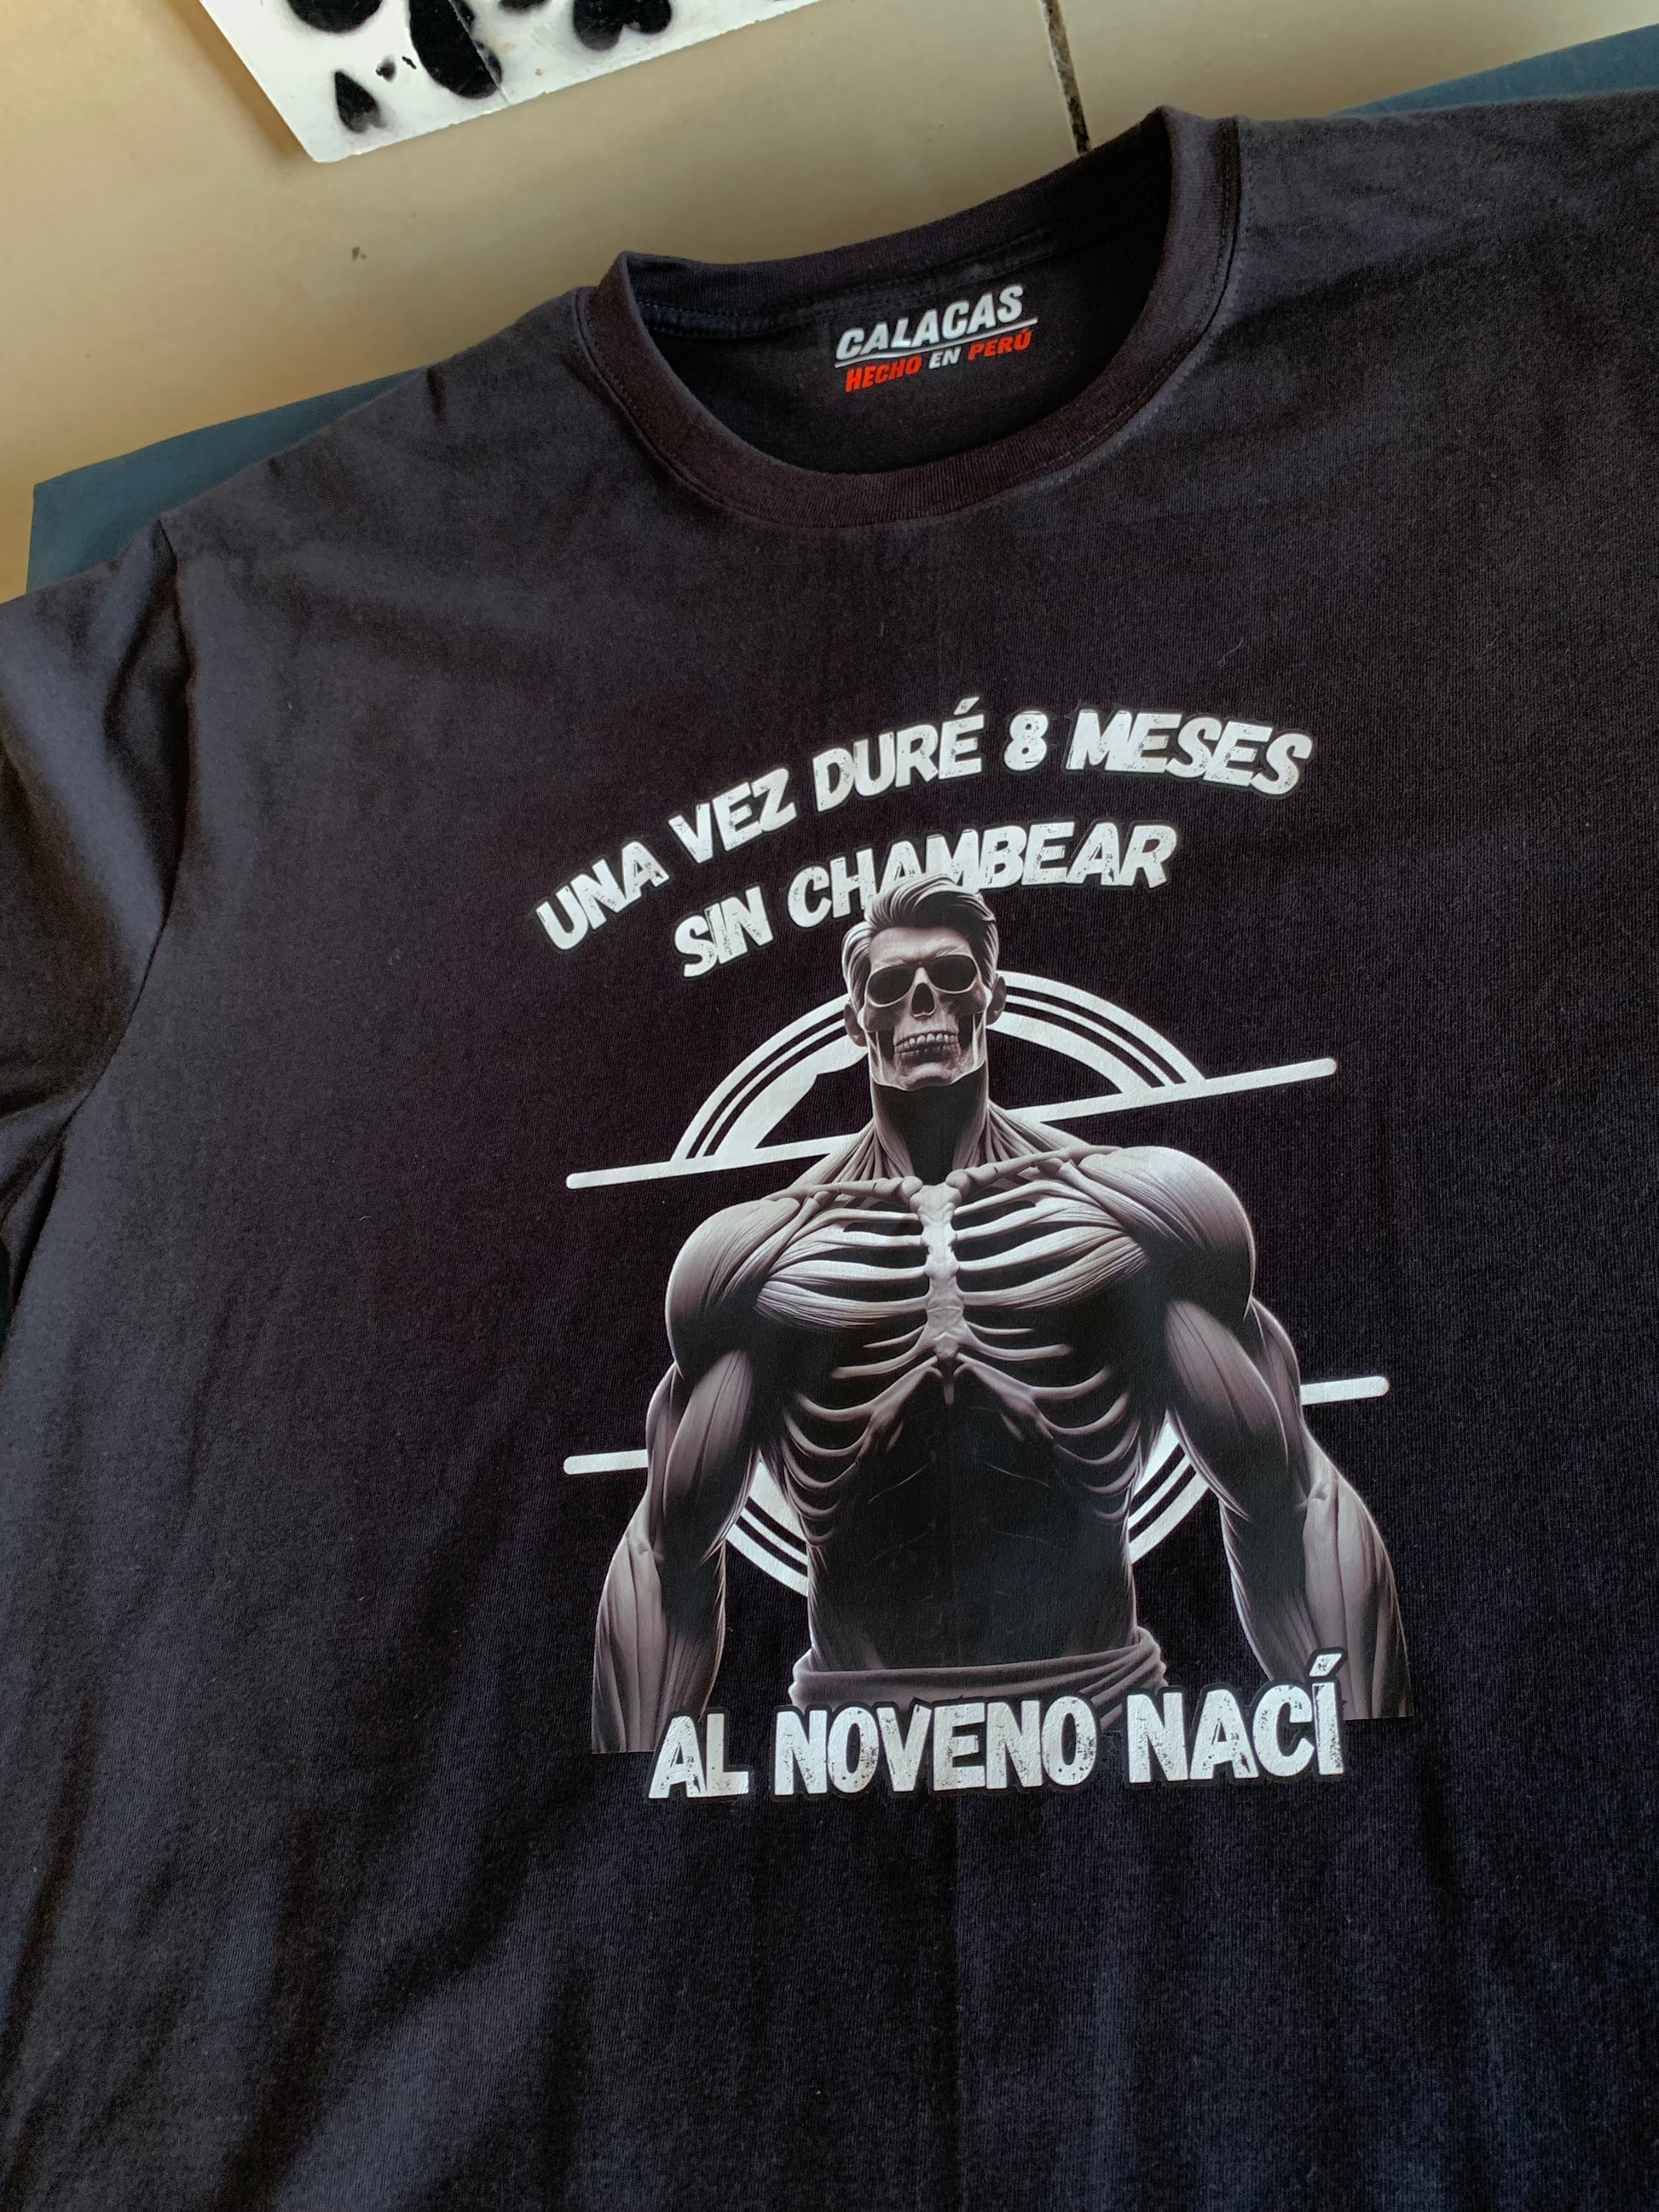 CALACAS
HECHO EN PERÚ
UNA VEZ DURÉ 8 MESES
SIN CHAMBEAR
AL NOVENO NACÍ